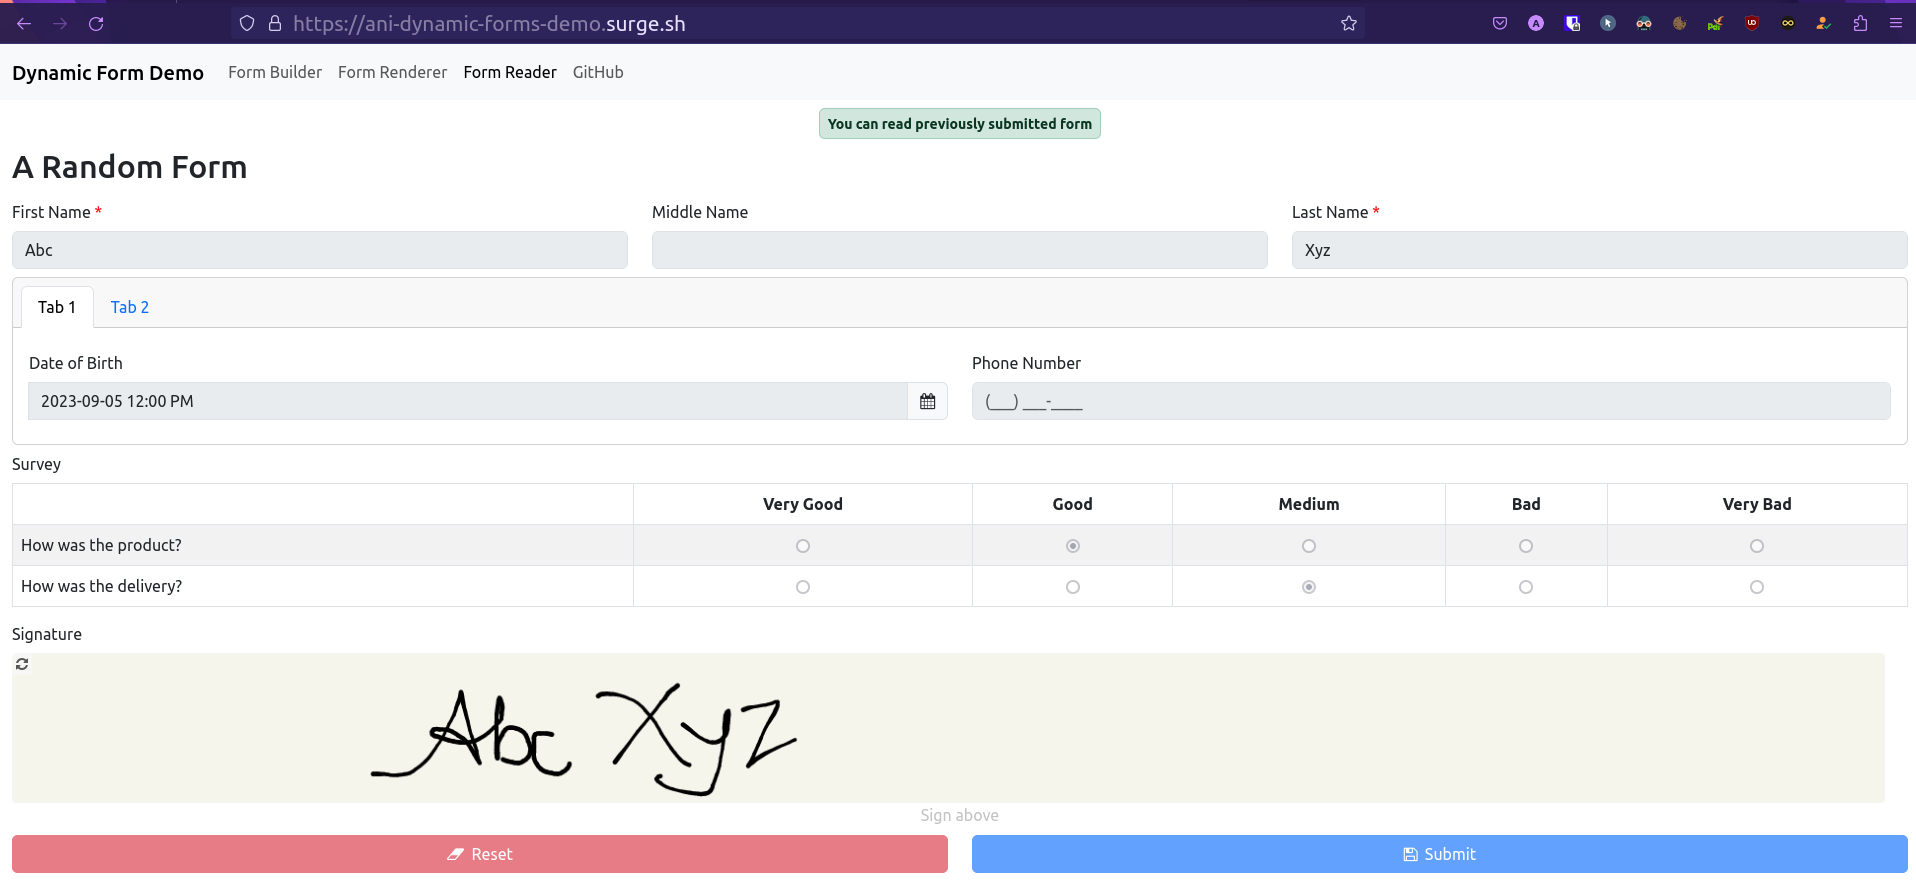 https://ani-dynamic-forms-demo.surge.sh
Dynamic Form Demo Form Builder Form Renderer Form Reader GitHub
You can read previously submitted form
A Random Form
First Name * Middle Name Last Name *
Abc Xyz
Tab 1 Tab 2
Date of Birth Phone Number
2023-09-05 12:00 PM (___) ___-____
Survey
Very Good Good Medium Bad Very Bad
How was the product?
How was the delivery?
Signature
Abc Xyz
Sign above
Reset Submit